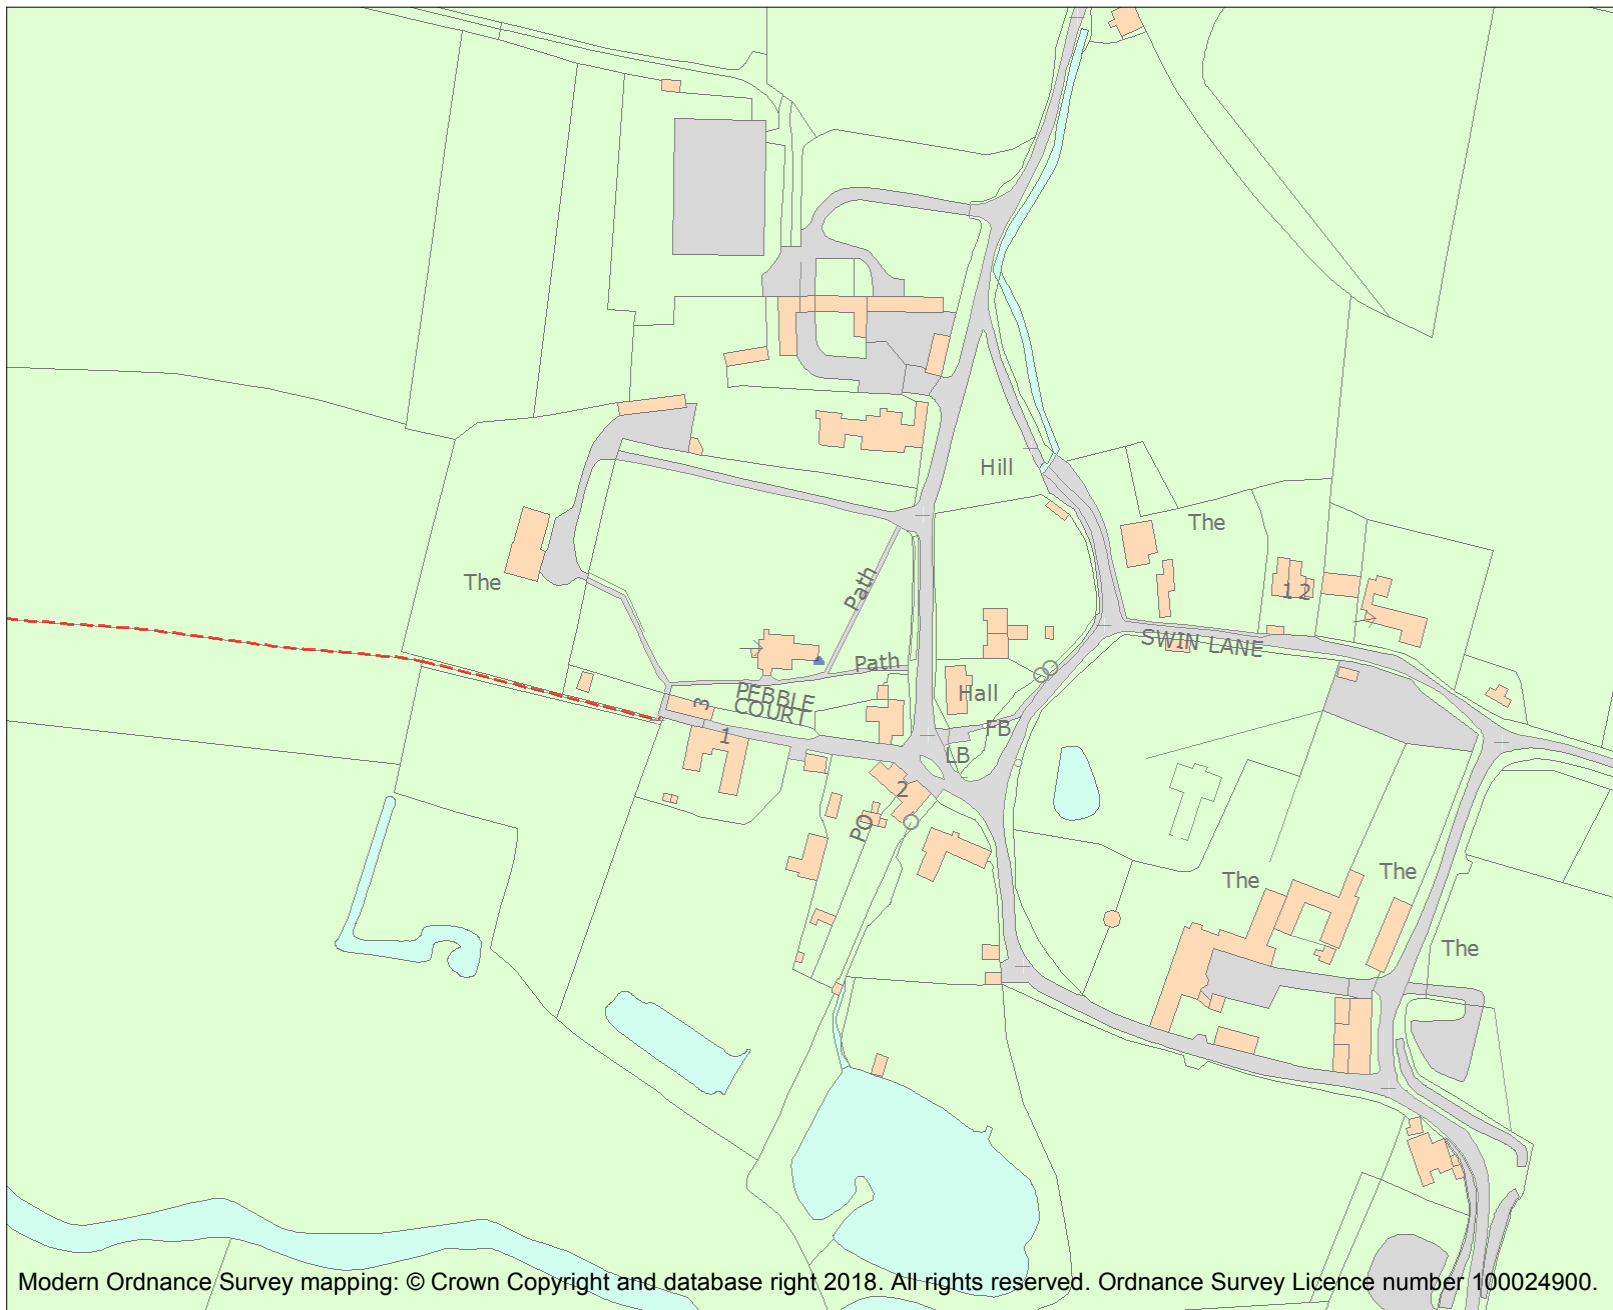 Hill
The
The
Path
1 2
SWIN LANE
Path
PEBBLE
COURT
3
Hall
1
FB
LB
2
PO
The
The
The
Modern Ordnance Survey mapping: © Crown Copyright and database right 2018. All rights reserved. Ordnance Survey Licence number 100024900.